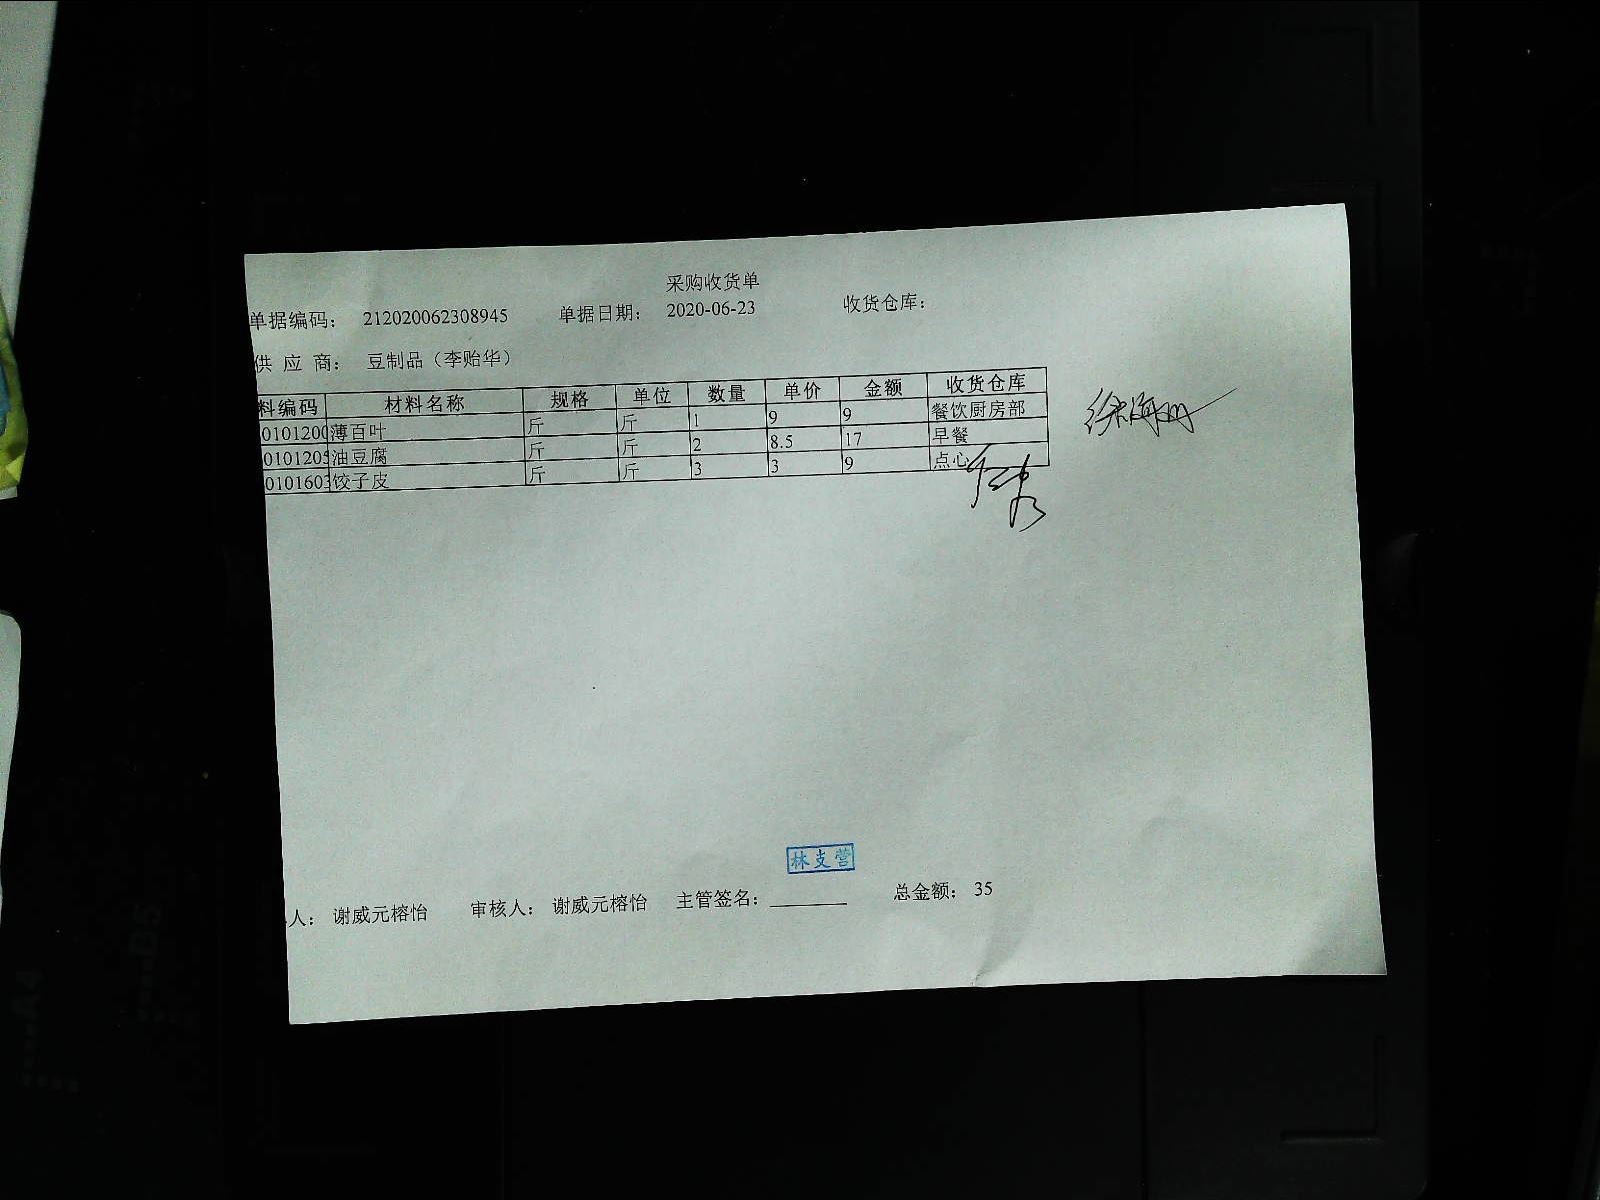 采购收货单
单据编码： 212020062308945 单据日期： 2020-06-23 收货仓库：
供 应 商： 豆制品（李贻华）
料编码 材料名称 规格 单位 数量 单价 金额 收货仓库
0101200 薄百叶 斤 斤 1 9 9 餐饮厨房部
0101205 油豆腐 斤 斤 2 8.5 17 早餐
0101603 饺子皮 斤 斤 3 3 9 点心
林支营
人： 谢威元榕怡 审核人： 谢威元榕怡 主管签名：________ 总金额： 35